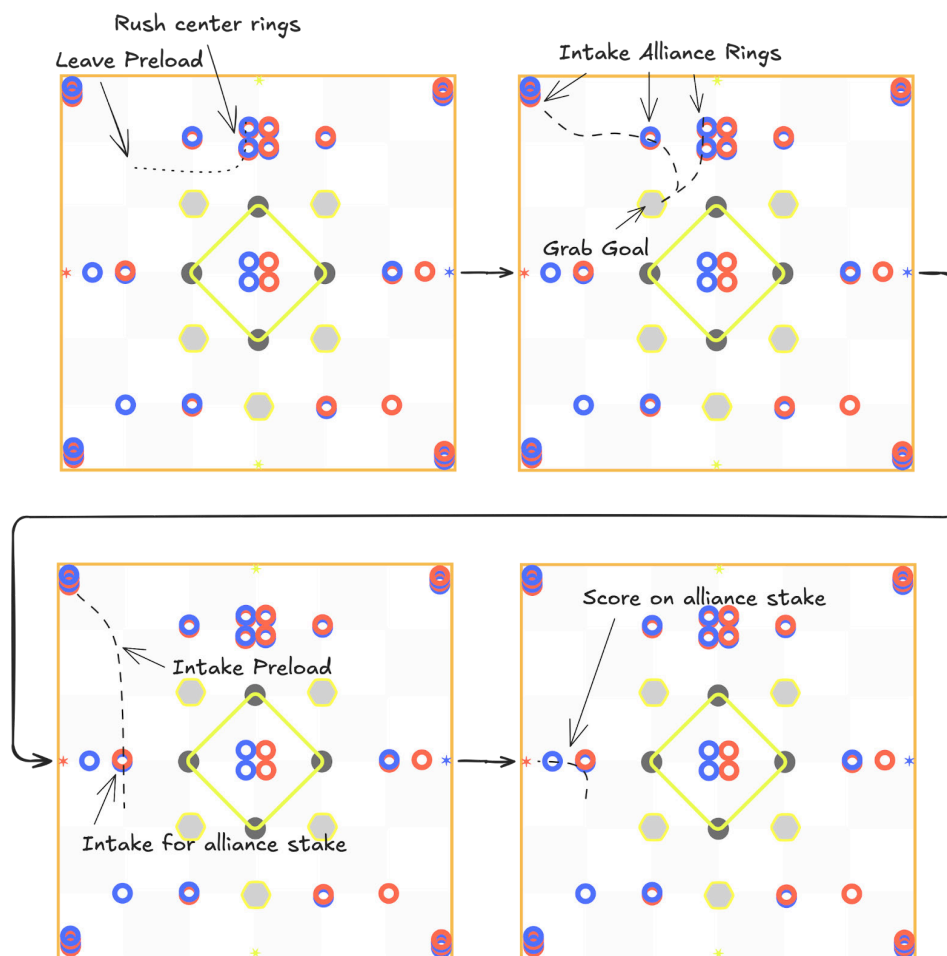 Rush center rings
Leave Preload
Intake Alliance Rings
Grab Goal
Intake Preload
Intake for alliance stake
Score on alliance stake